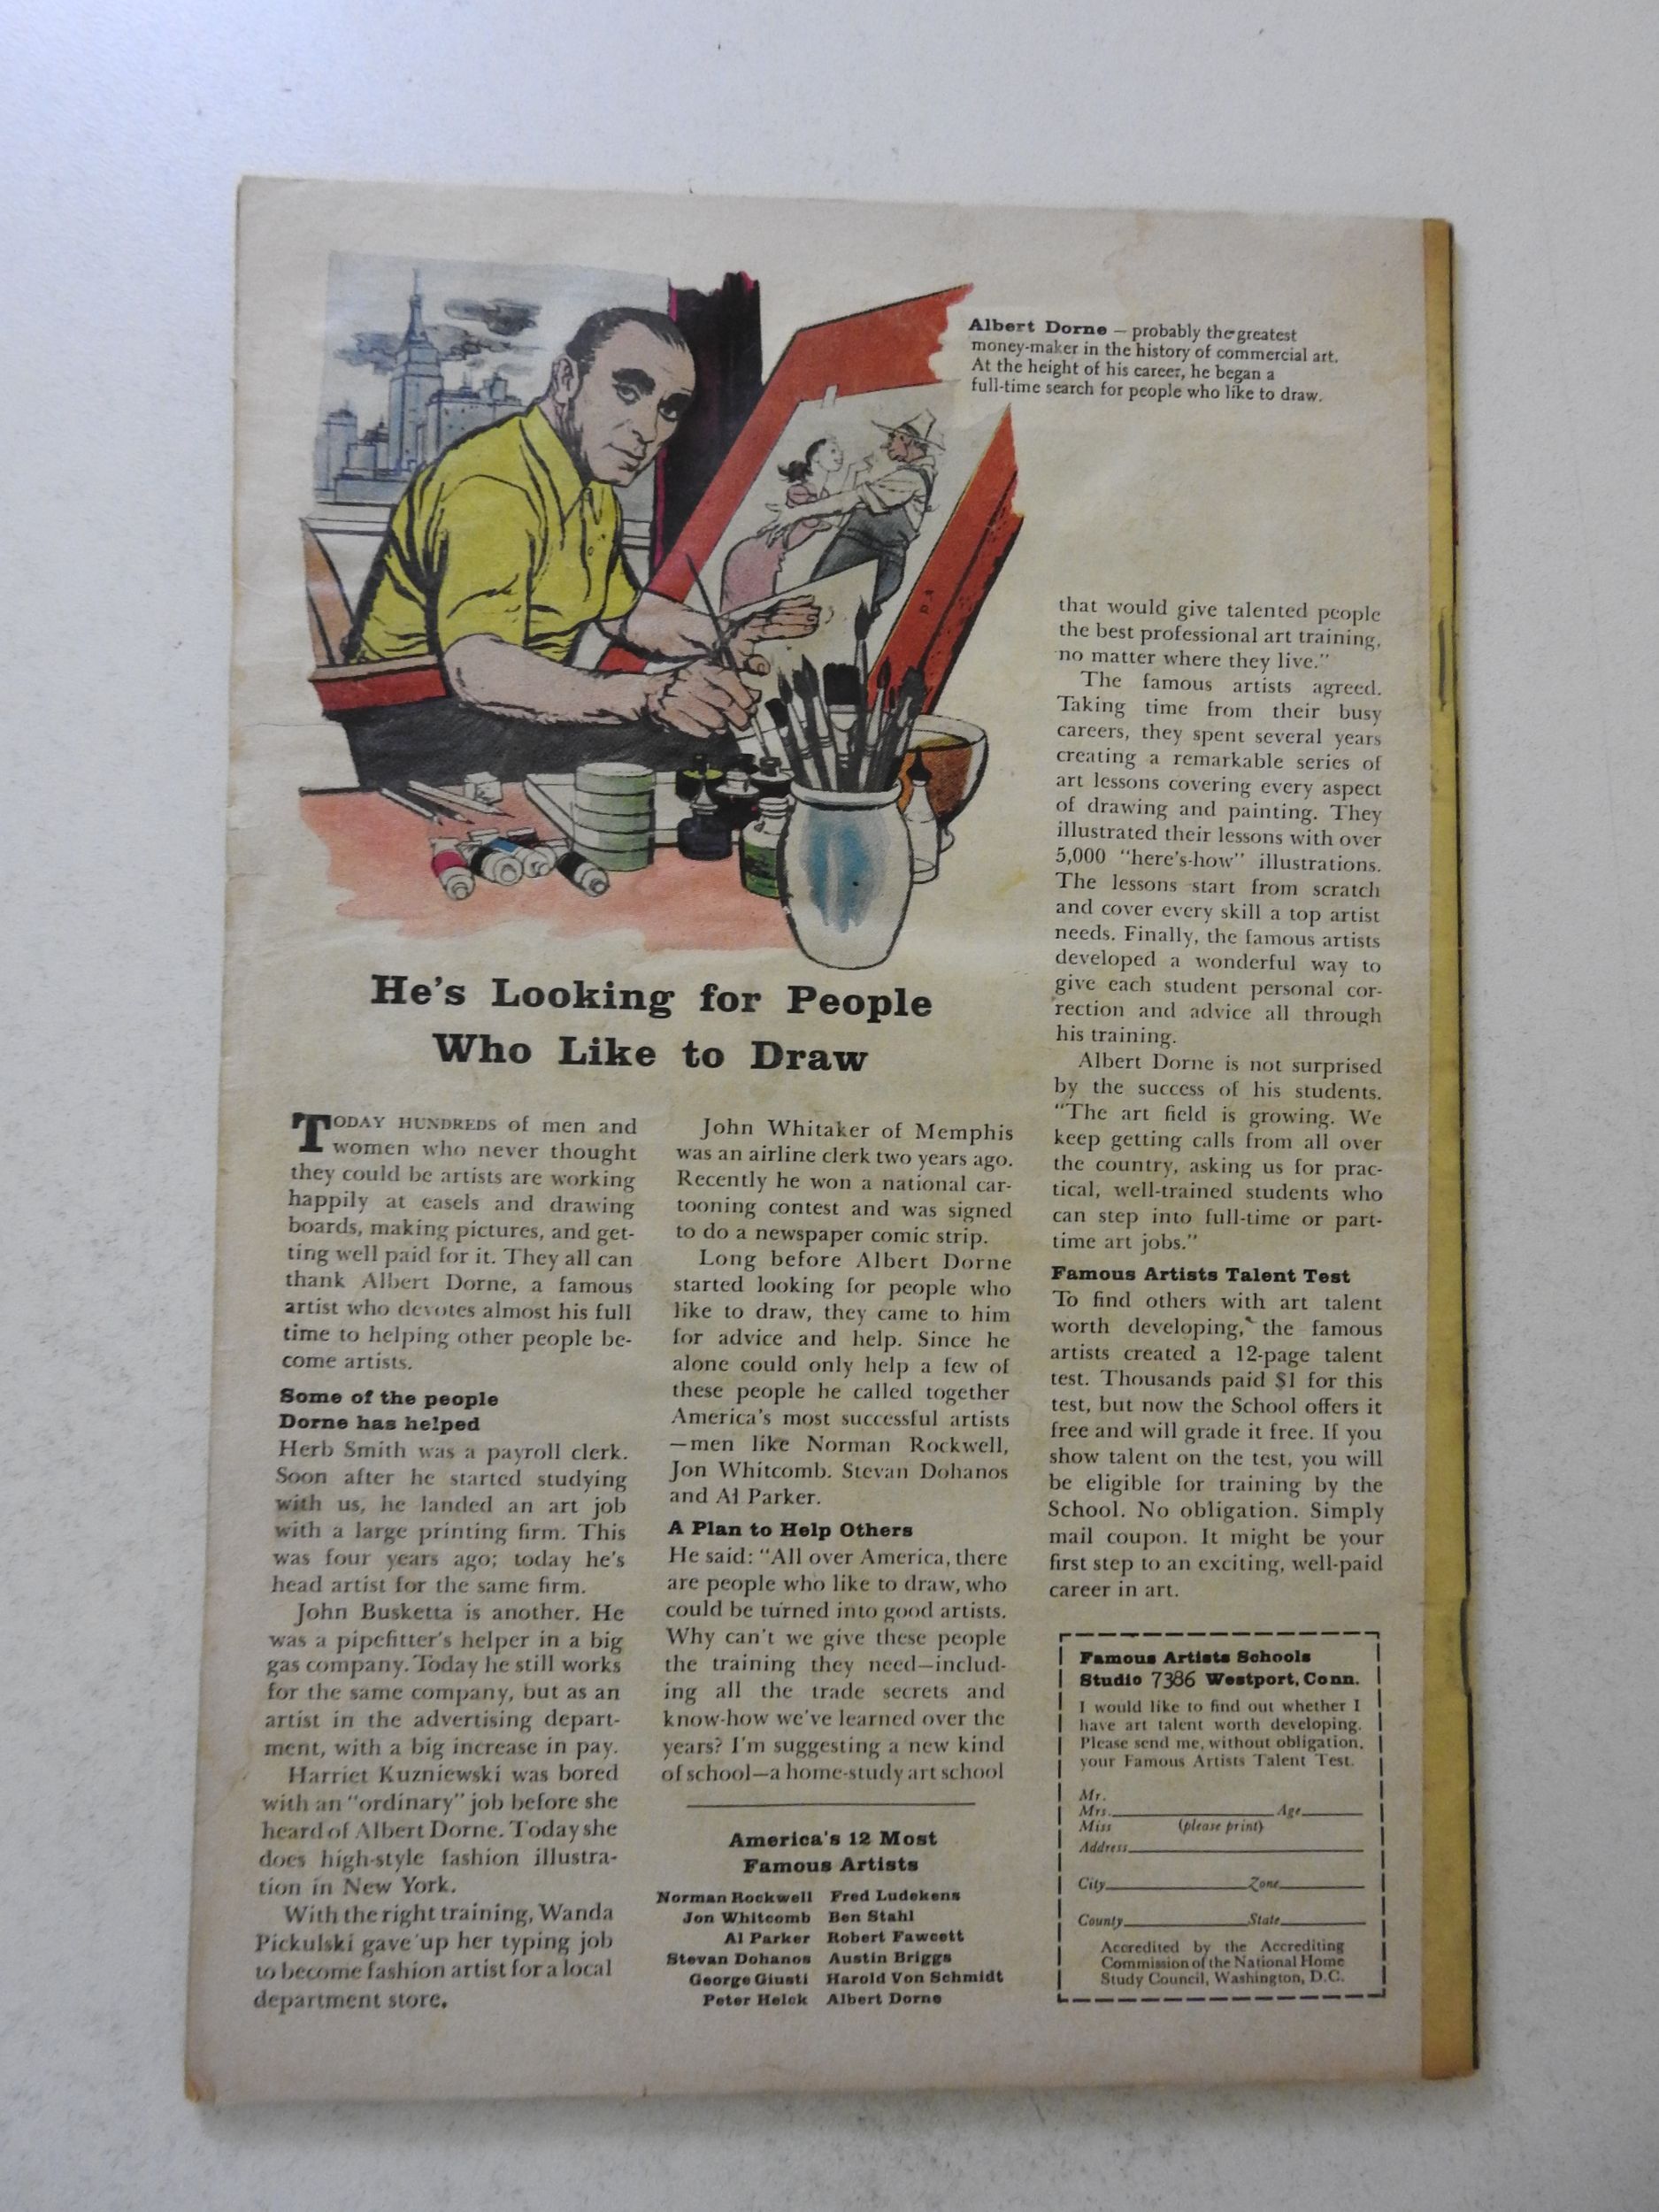 Albert Dorne — probably the greatest
money-maker in the history of commercial art.
At the height of his career, he began a
full-time search for people who like to draw.
He's Looking for People
Who Like to Draw
TODAY HUNDREDS of men and
women who never thought
they could be artists are working
happily at easels and drawing
boards, making pictures, and get-
ting well paid for it. They all can
thank Albert Dorne, a famous
artist who devotes almost his full
time to helping other people be-
come artists.
Some of the people
Dorne has helped
Herb Smith was a payroll clerk.
Soon after he started studying
with us, he landed an art job
with a large printing firm. This
was four years ago; today he's
head artist for the same firm.
John Busketta is another. He
was a pipefitter's helper in a big
gas company. Today he still works
for the same company, but as an
artist in the advertising depart-
ment, with a big increase in pay.
Harriet Kuzniewski was bored
with an "ordinary" job before she
heard of Albert Dorne. Today she
does high-style fashion illustra-
tion in New York.
With the right training, Wanda
Pickulski gave up her typing job
to become fashion artist for a local
department store.
John Whitaker of Memphis
was an airline clerk two years ago.
Recently he won a national car-
tooning contest and was signed
to do a newspaper comic strip.
Long before Albert Dorne
started looking for people who
like to draw, they came to him
for advice and help. Since he
alone could only help a few of
these people he called together
America's most successful artists
—men like Norman Rockwell,
Jon Whitcomb. Stevan Dohanos
and Al Parker.
A Plan to Help Others
He said: "All over America, there
are people who like to draw, who
could be turned into good artists.
Why can't we give these people
the training they need—includ-
ing all the trade secrets and
know-how we've learned over the
years? I'm suggesting a new kind
of school—a home-study art school
America's 12 Most
Famous Artists
Norman Rockwell Fred Ludekens
Jon Whitcomb Ben Stahl
Al Parker Robert Fawcett
Stevan Dohanos Austin Briggs
George Giusti Harold Von Schmidt
Peter Helck Albert Dorne
that would give talented people
the best professional art training,
no matter where they live."
The famous artists agreed.
Taking time from their busy
careers, they spent several years
creating a remarkable series of
art lessons covering every aspect
of drawing and painting. They
illustrated their lessons with over
5,000 "here's-how" illustrations.
The lessons start from scratch
and cover every skill a top artist
needs. Finally, the famous artists
developed a wonderful way to
give each student personal cor-
rection and advice all through
his training.
Albert Dorne is not surprised
by the success of his students.
"The art field is growing. We
keep getting calls from all over
the country, asking us for prac-
tical, well-trained students who
can step into full-time or part-
time art jobs."
Famous Artists Talent Test
To find others with art talent
worth developing, the famous
artists created a 12-page talent
test. Thousands paid $1 for this
test, but now the School offers it
free and will grade it free. If you
show talent on the test, you will
be eligible for training by the
School. No obligation. Simply
mail coupon. It might be your
first step to an exciting, well-paid
career in art.
Famous Artists Schools
Studio 7386 Westport, Conn.
I would like to find out whether I
have art talent worth developing.
Please send me, without obligation,
your Famous Artists Talent Test.
Mr.
Mrs. Age
Miss (please print)
Address
City Zone
County State
Accredited by the Accrediting
Commission of the National Home
Study Council, Washington, D.C.